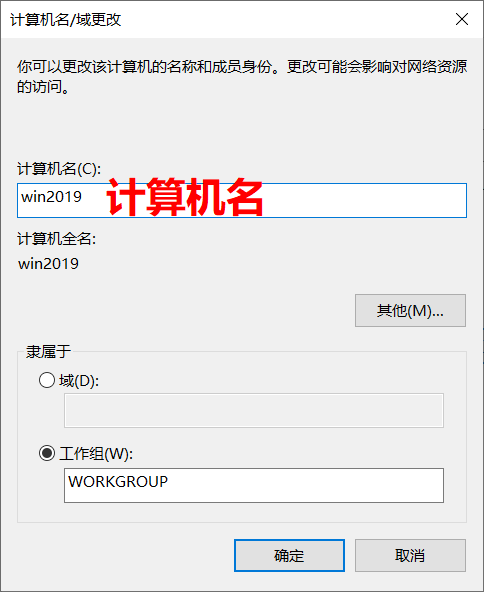 计算机名/域更改
你可以更改该计算机的名称和成员身份。更改可能会影响对网络资源
的访问。
计算机名(C):
win2019 计算机名
计算机全名:
win2019
其他(M)...
隶属于
域(D):
工作组(W):
WORKGROUP
确定 取消